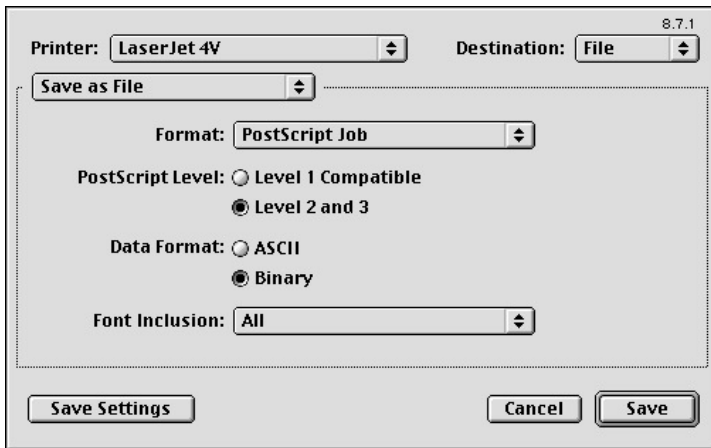 8.7.1
Printer: LaserJet 4V Destination: File
Save as File
Format: PostScript Job
PostScript Level: Level 1 Compatible
Level 2 and 3
Data Format: ASCII
Binary
Font Inclusion: All
Save Settings Cancel Save